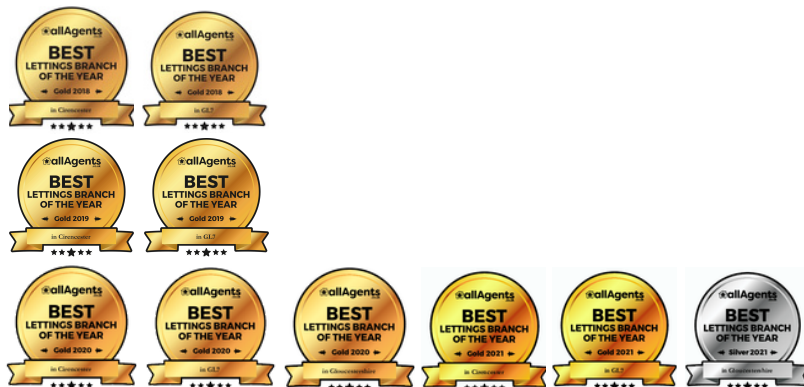 allAgents
BEST
LETTINGS BRANCH
OF THE YEAR
Gold 2018
in Cirencester
allAgents
BEST
LETTINGS BRANCH
OF THE YEAR
Gold 2018
in GL7
allAgents
BEST
LETTINGS BRANCH
OF THE YEAR
Gold 2019
in Cirencester
allAgents
BEST
LETTINGS BRANCH
OF THE YEAR
Gold 2019
in GL7
allAgents
BEST
LETTINGS BRANCH
OF THE YEAR
Gold 2020
in Cirencester
allAgents
BEST
LETTINGS BRANCH
OF THE YEAR
Gold 2020
in GL7
allAgents
BEST
LETTINGS BRANCH
OF THE YEAR
Gold 2020
in Gloucestershire
allAgents
BEST
LETTINGS BRANCH
OF THE YEAR
Gold 2021
in Cirencester
allAgents
BEST
LETTINGS BRANCH
OF THE YEAR
Gold 2021
in GL7
allAgents
BEST
LETTINGS BRANCH
OF THE YEAR
Silver 2021
in Gloucestershire